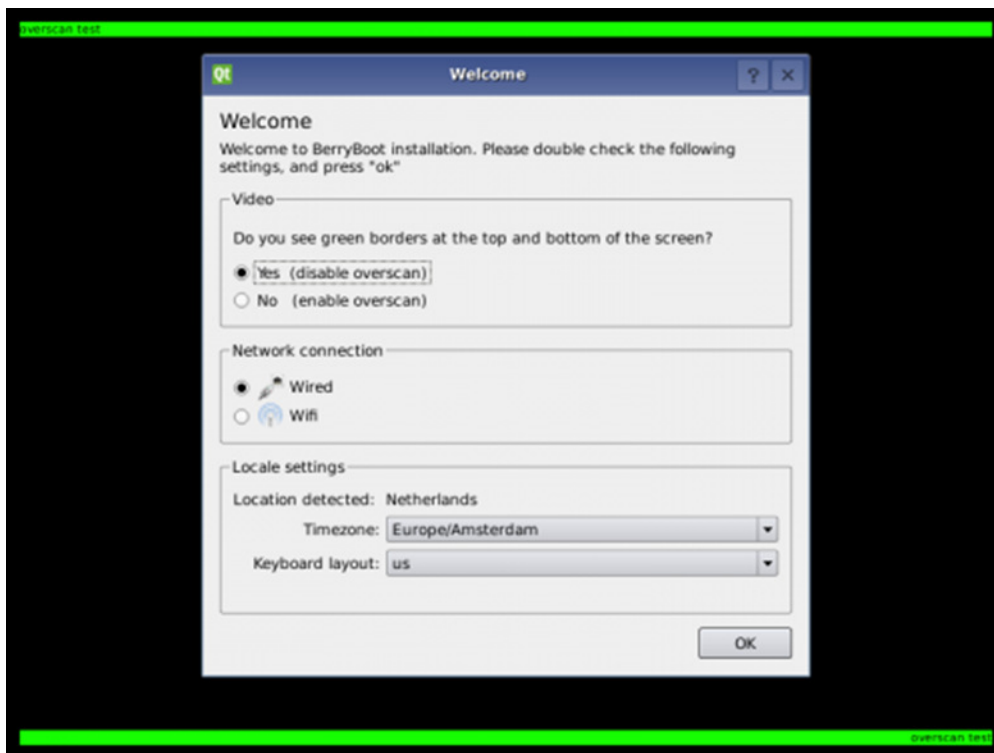 overscan test
Qt Welcome ? ×
Welcome
Welcome to BerryBoot installation. Please double check the following
settings, and press "ok"
Video
Do you see green borders at the top and bottom of the screen?
Yes (disable overscan)
No (enable overscan)
Network connection
Wired
Wifi
Locale settings
Location detected: Netherlands
Timezone: Europe/Amsterdam
Keyboard layout: us
OK
overscan test